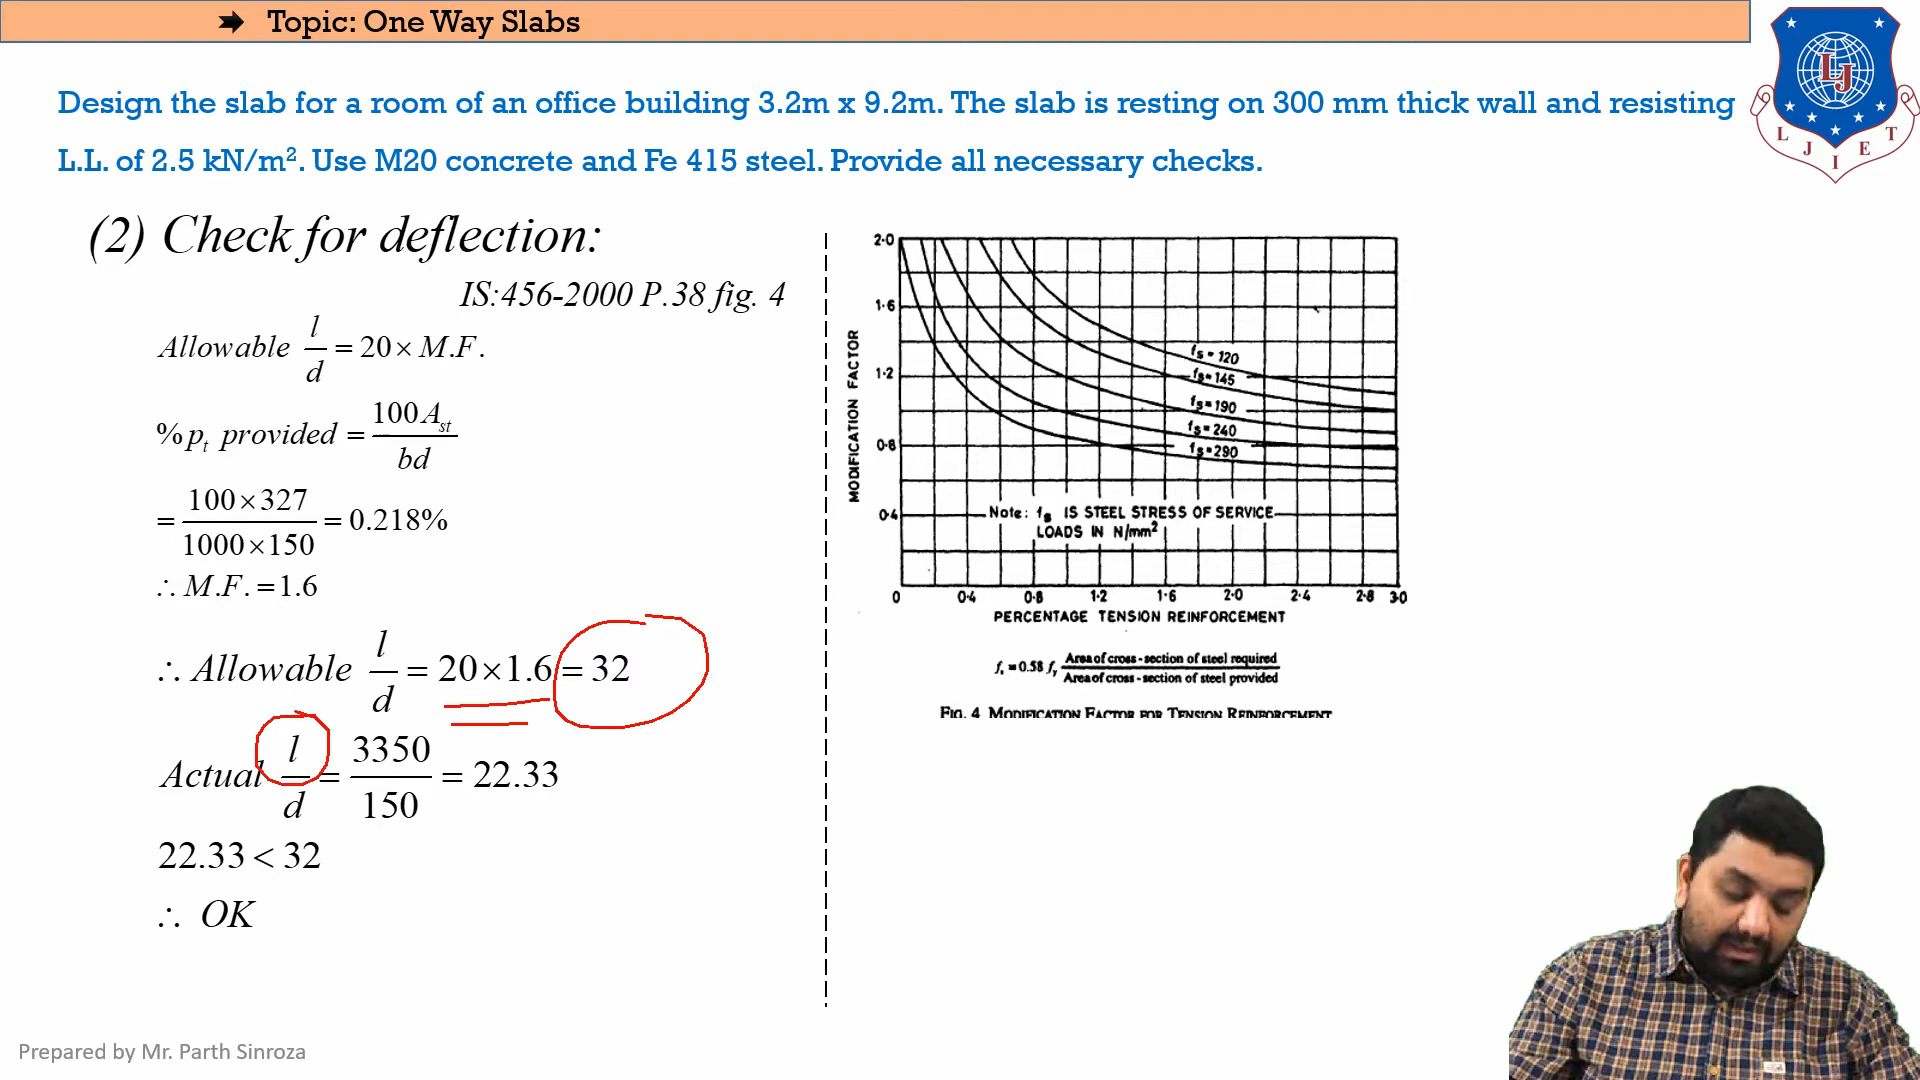 Topic: One Way Slabs
Design the slab for a room of an office building 3.2m x 9.2m. The slab is resting on 300 mm thick wall and resisting
L.L. of 2.5 kN/m². Use M20 concrete and Fe 415 steel. Provide all necessary checks.
LJ
L J I E T
(2) Check for deflection:
IS:456-2000 P.38 fig. 4
Allowable l/d = 20 × M.F.
% pt provided = 100 Ast / bd
= 100 × 327 / 1000 × 150 = 0.218%
∴ M.F. = 1.6
∴ Allowable l/d = 20 × 1.6 = 32
Actual l/d = 3350/150 = 22.33
22.33 < 32
∴ OK
MODIFICATION FACTOR
2·0
1·6
1·2
0·8
0·4
fs = 120
fs = 145
fs = 190
fs = 240
fs = 290
Note: fs IS STEEL STRESS OF SERVICE
LOADS IN N/mm²
0 0·4 0·8 1·2 1·6 2·0 2·4 2·8 3·0
PERCENTAGE TENSION REINFORCEMENT
fs = 0.58 fy Area of cross-section of steel required / Area of cross-section of steel provided
FIG. 4 MODIFICATION FACTOR FOR TENSION REINFORCEMENT
Prepared by Mr. Parth Sinroza